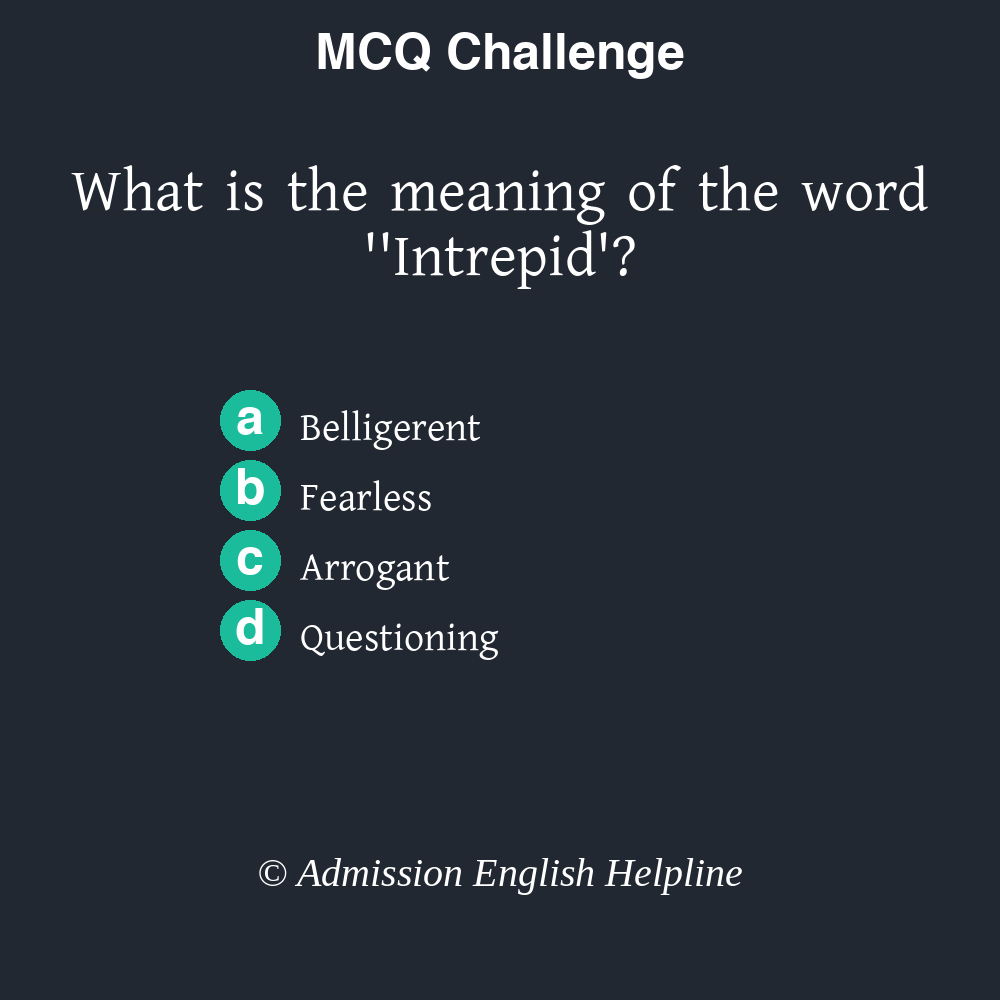 MCQ Challenge
What is the meaning of the word
''Intrepid'?
a Belligerent
b Fearless
c Arrogant
d Questioning
© Admission English Helpline